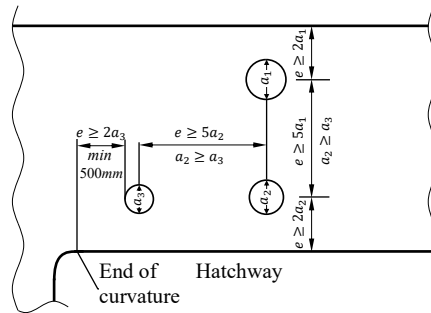 e ≥ 2a₁
a₁
e ≥ 5a₁
a₂ ≥ a₃
e ≥ 2a₃
min
500mm
e ≥ 5a₂
a₂ ≥ a₃
a₃
a₂
e ≥ 2a₂
End of
curvature
Hatchway